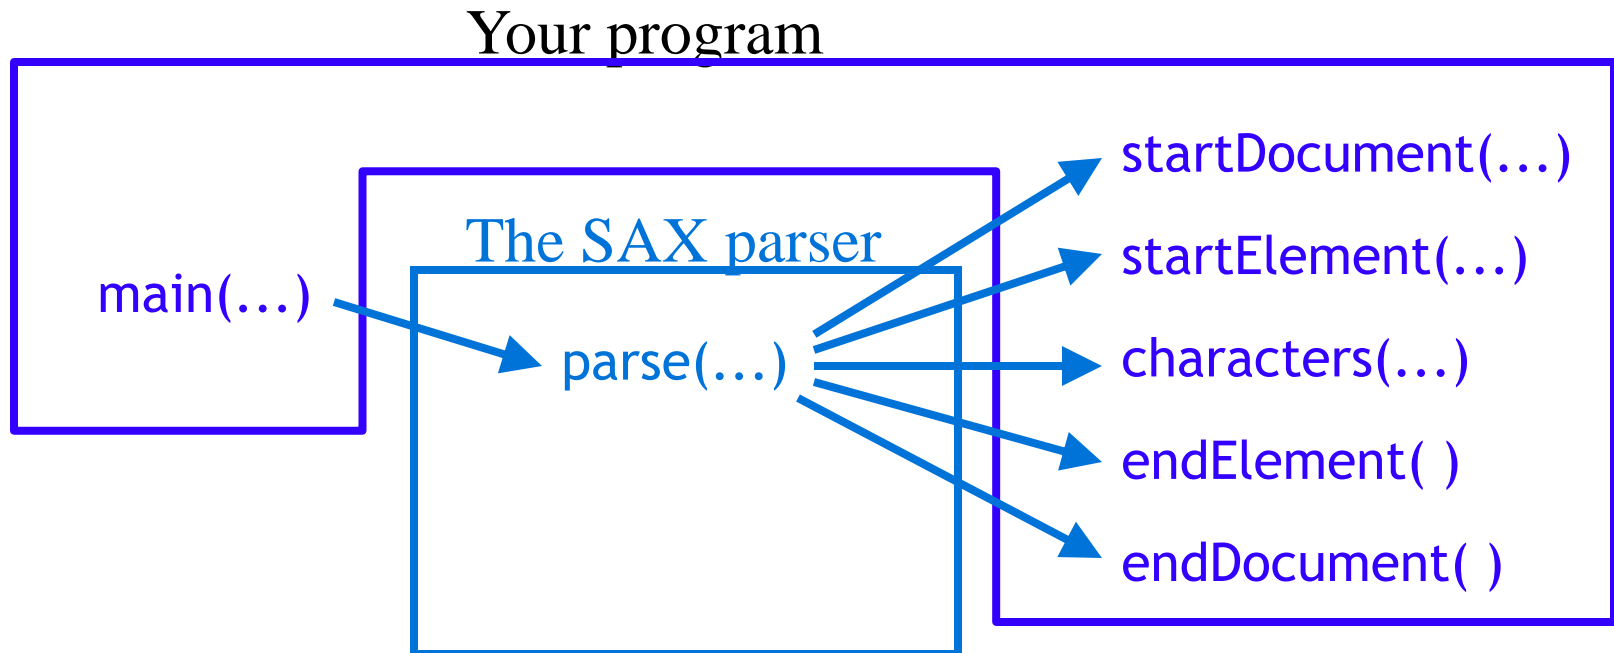 Your program
startDocument(...)
The SAX parser
startElement(...)
main(...)
parse(...)
characters(...)
endElement( )
endDocument( )